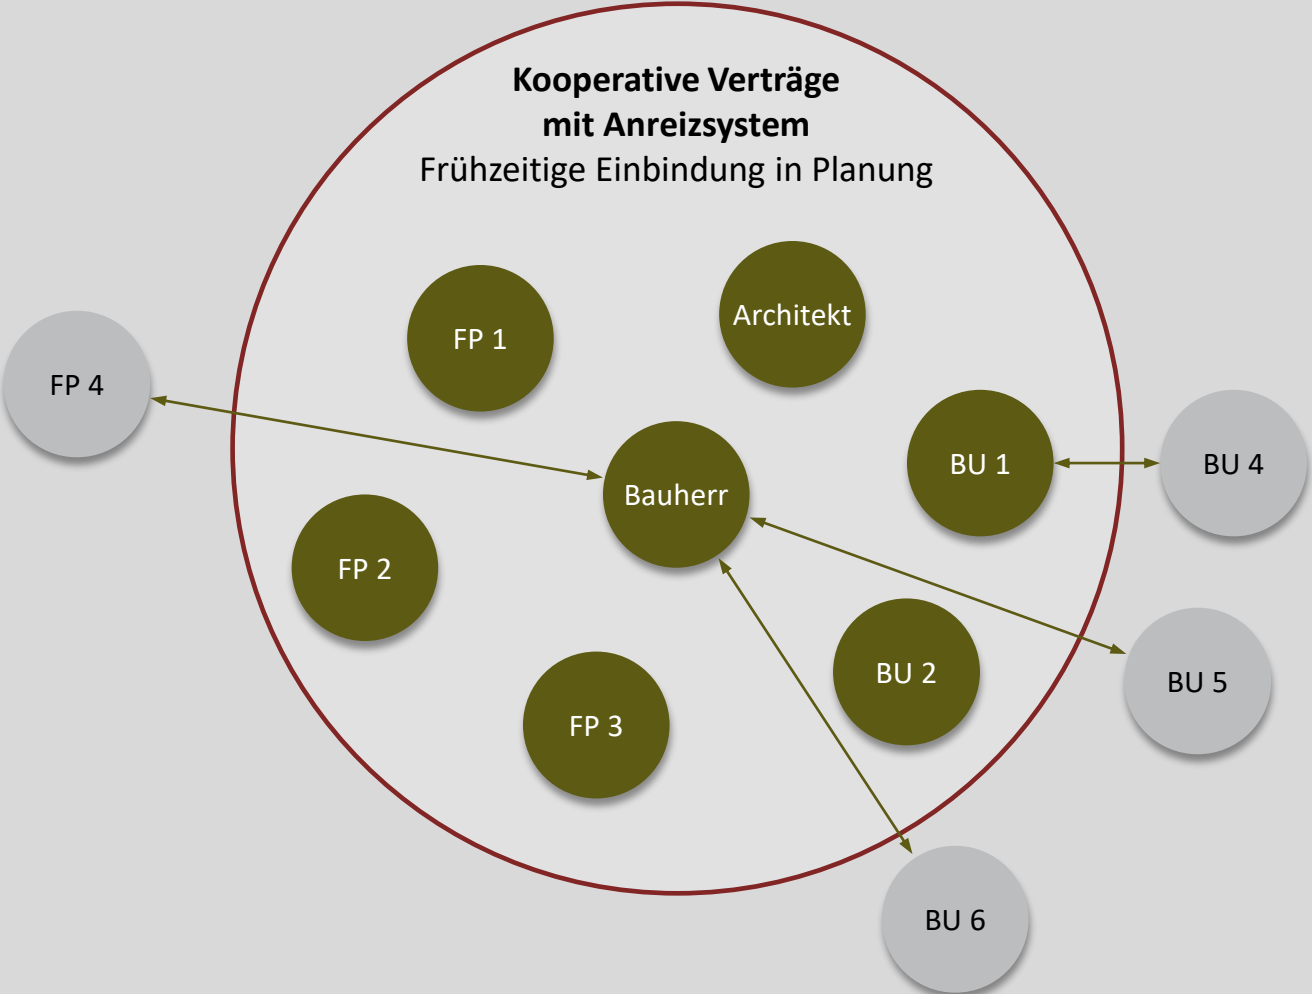 Kooperative Verträge
mit Anreizsystem
Frühzeitige Einbindung in Planung
Architekt
FP 1
FP 4
BU 1
BU 4
Bauherr
FP 2
BU 2
BU 5
FP 3
BU 6